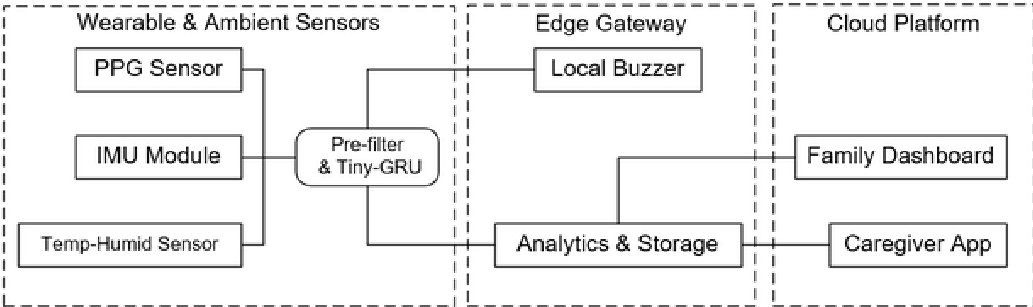 Wearable & Ambient Sensors
PPG Sensor
IMU Module
Temp-Humid Sensor
Pre-filter
& Tiny-GRU
Edge Gateway
Local Buzzer
Analytics & Storage
Cloud Platform
Family Dashboard
Caregiver App